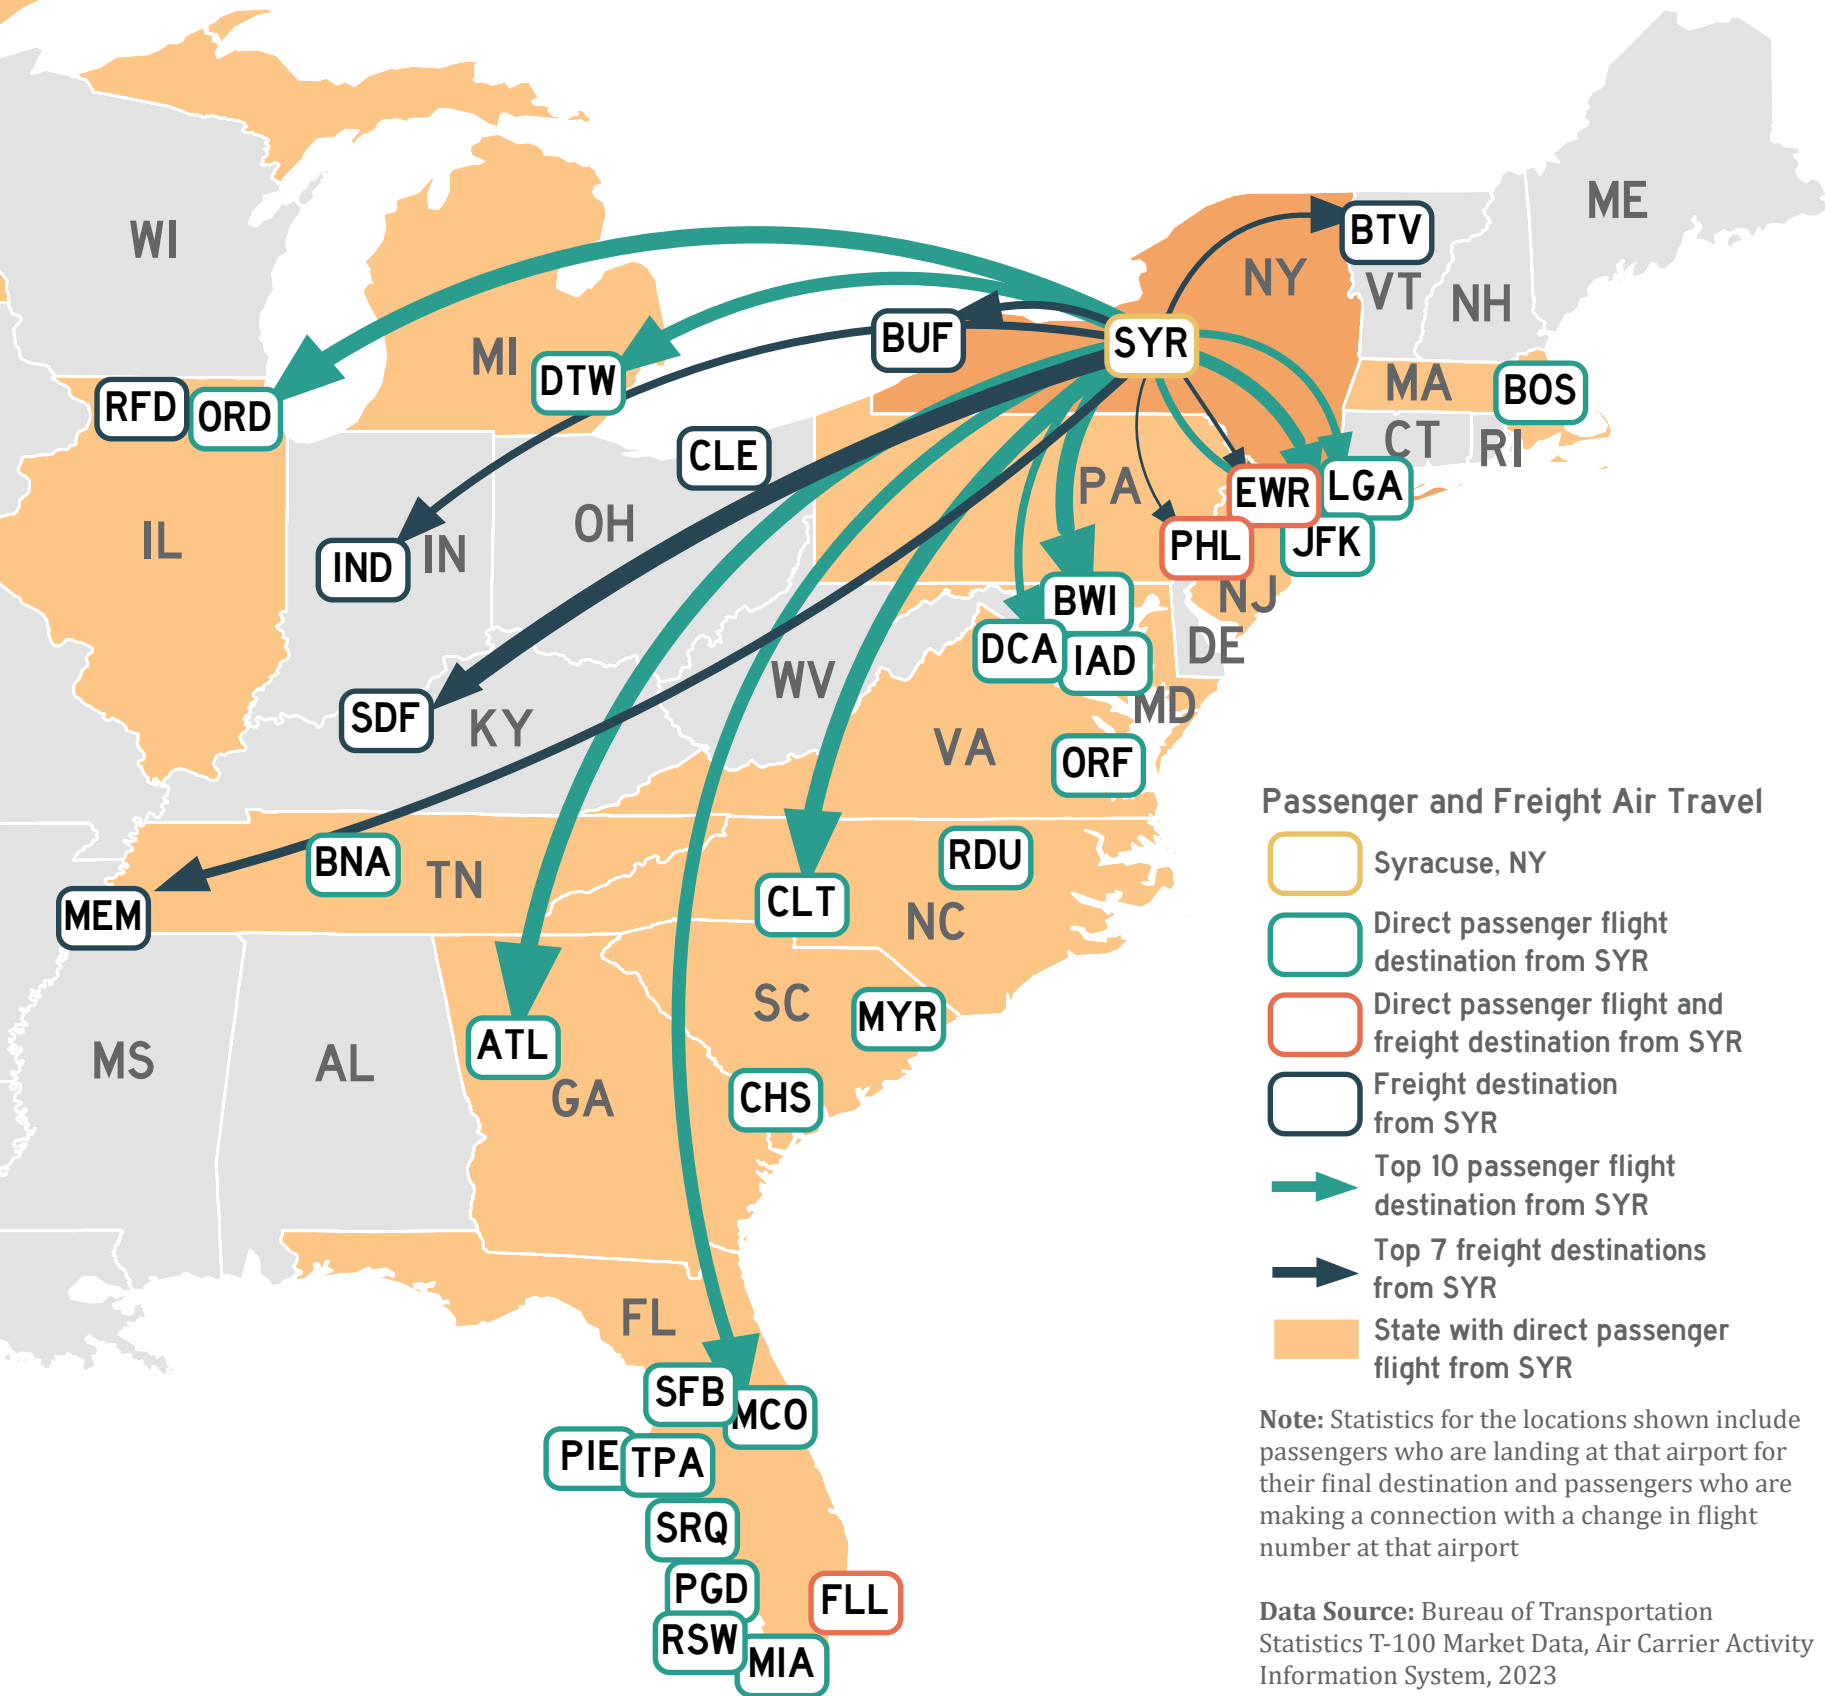 ME
BTV
WI
NY
VT
NH
BUF
SYR
MI
DTW
MA
BOS
RFD
ORD
CT
RI
CLE
PA
EWR
LGA
OH
IL
IN
IND
PHL
JFK
BWI
NJ
DCA
IAD
DE
WV
MD
SDF
KY
VA
ORF
BNA
TN
RDU
CLT
MEM
NC
SC
MYR
ATL
MS
AL
GA
CHS
FL
SFB
MCO
PIE
TPA
SRQ
PGD
FLL
RSW
MIA
Passenger and Freight Air Travel
Syracuse, NY
Direct passenger flight
destination from SYR
Direct passenger flight and
freight destination from SYR
Freight destination
from SYR
Top 10 passenger flight
destination from SYR
Top 7 freight destinations
from SYR
State with direct passenger
flight from SYR
Note: Statistics for the locations shown include
passengers who are landing at that airport for
their final destination and passengers who are
making a connection with a change in flight
number at that airport
Data Source: Bureau of Transportation
Statistics T-100 Market Data, Air Carrier Activity
Information System, 2023